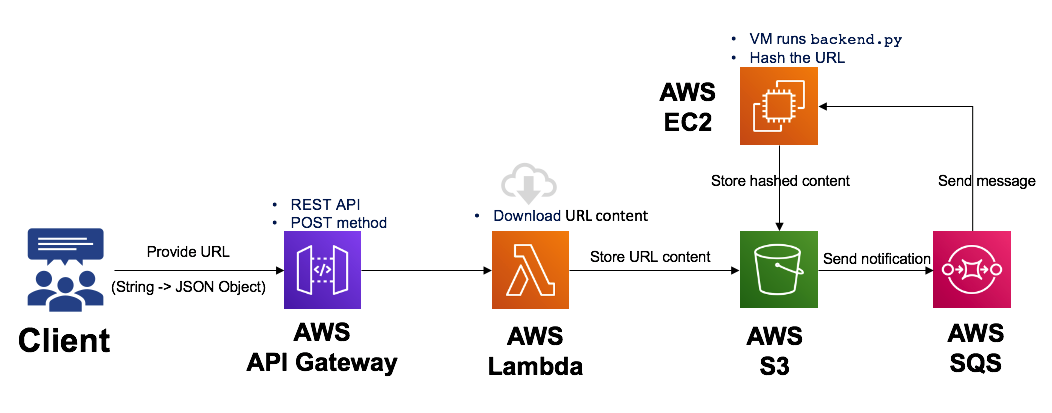 • VM runs backend.py
• Hash the URL
AWS
EC2
Store hashed content
Send message
• REST API
• POST method
• Download URL content
Provide URL
(String -> JSON Object)
Store URL content
Send notification
Client
AWS
API Gateway
AWS
Lambda
AWS
S3
AWS
SQS